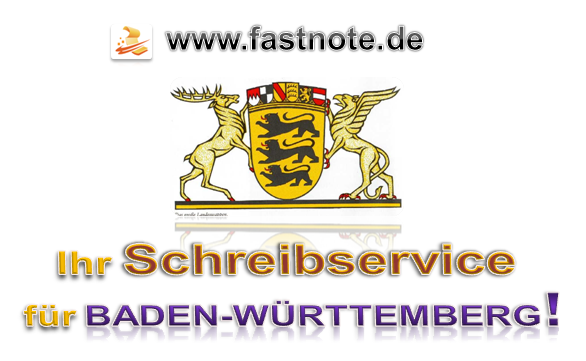 www.fastnote.de
Ihr Schreibservice
für BADEN-WÜRTTEMBERG!